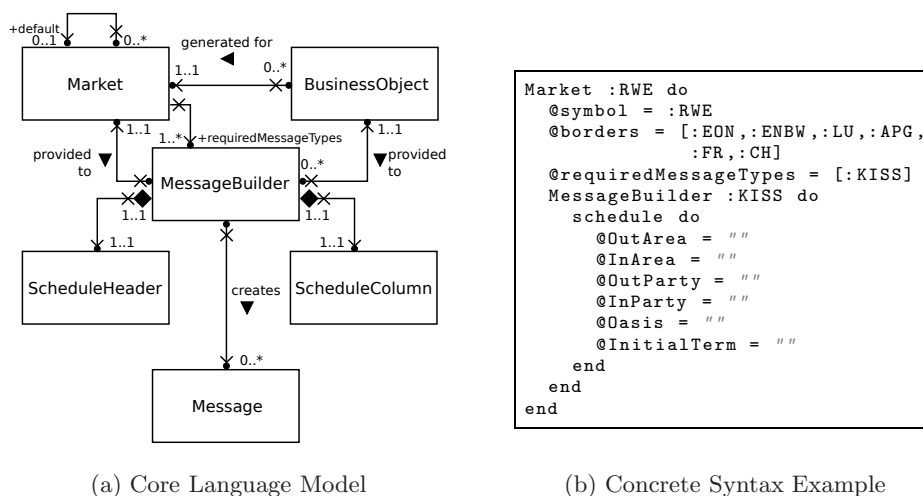 +default
0..1
0..*
Market
generated for
1..1
0..*
BusinessObject
1..1
1..*
+requiredMessageTypes
1..1
provided
to
0..*
provided
to
MessageBuilder
1..1
1..1
1..1
1..1
ScheduleHeader
creates
ScheduleColumn
0..*
Message
(a) Core Language Model
Market :RWE do
@symbol = :RWE
@borders = [:EON,:ENBW,:LU,:APG,
:FR,:CH]
@requiredMessageTypes = [:KISS]
MessageBuilder :KISS do
schedule do
@OutArea = ""
@InArea = ""
@OutParty = ""
@InParty = ""
@Oasis = ""
@InitialTerm = ""
end
end
end
(b) Concrete Syntax Example